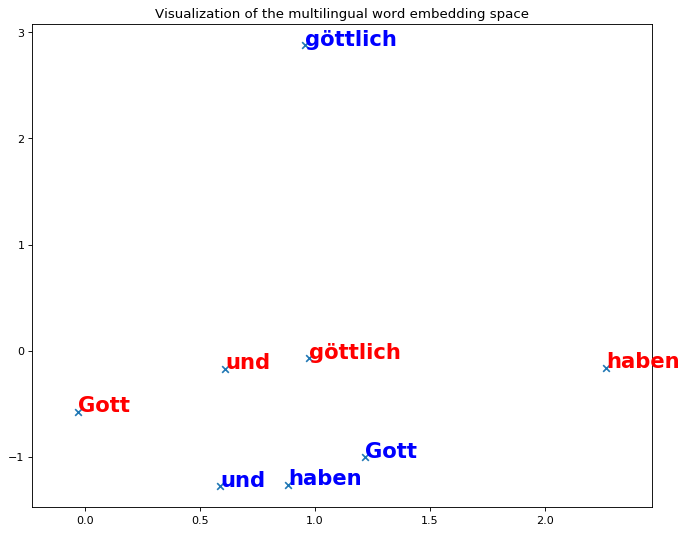 Visualization of the multilingual word embedding space
3
göttlich
2
1
0
göttlich
und
haben
Gott
−1
Gott
und
haben
0.0
0.5
1.0
1.5
2.0